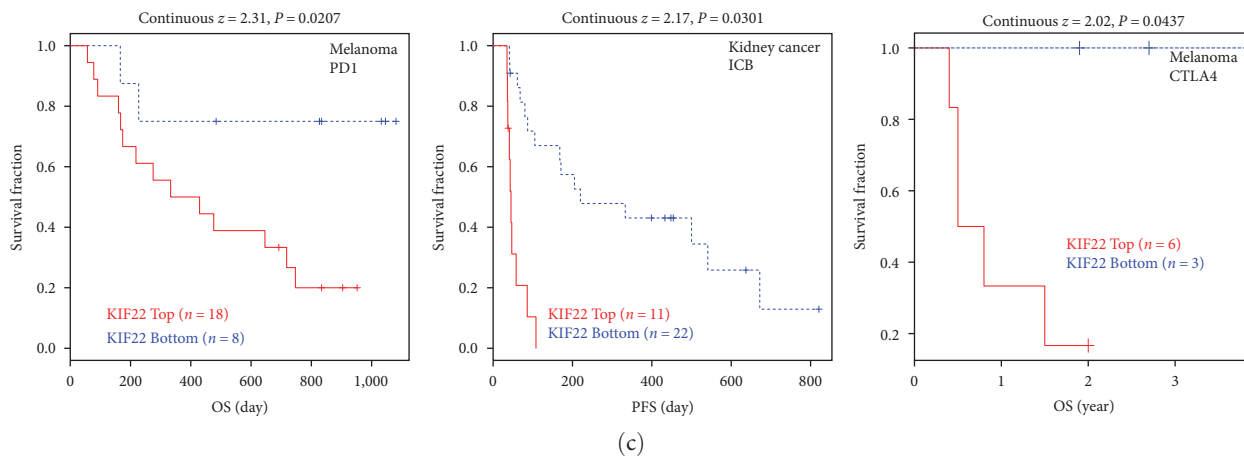 Continuous z = 2.31, P = 0.0207
Melanoma
PD1
1.0
0.8
0.6
0.4
0.2
0.0
Survival fraction
KIF22 Top (n = 18)
KIF22 Bottom (n = 8)
0
200
400
600
800
1,000
OS (day)
Continuous z = 2.17, P = 0.0301
Kidney cancer
ICB
1.0
0.8
0.6
0.4
0.2
0.0
Survival fraction
KIF22 Top (n = 11)
KIF22 Bottom (n = 22)
0
200
400
600
800
PFS (day)
Continuous z = 2.02, P = 0.0437
Melanoma
CTLA4
1.0
0.8
0.6
0.4
0.2
Survival fraction
KIF22 Top (n = 6)
KIF22 Bottom (n = 3)
0
1
2
3
OS (year)
(c)